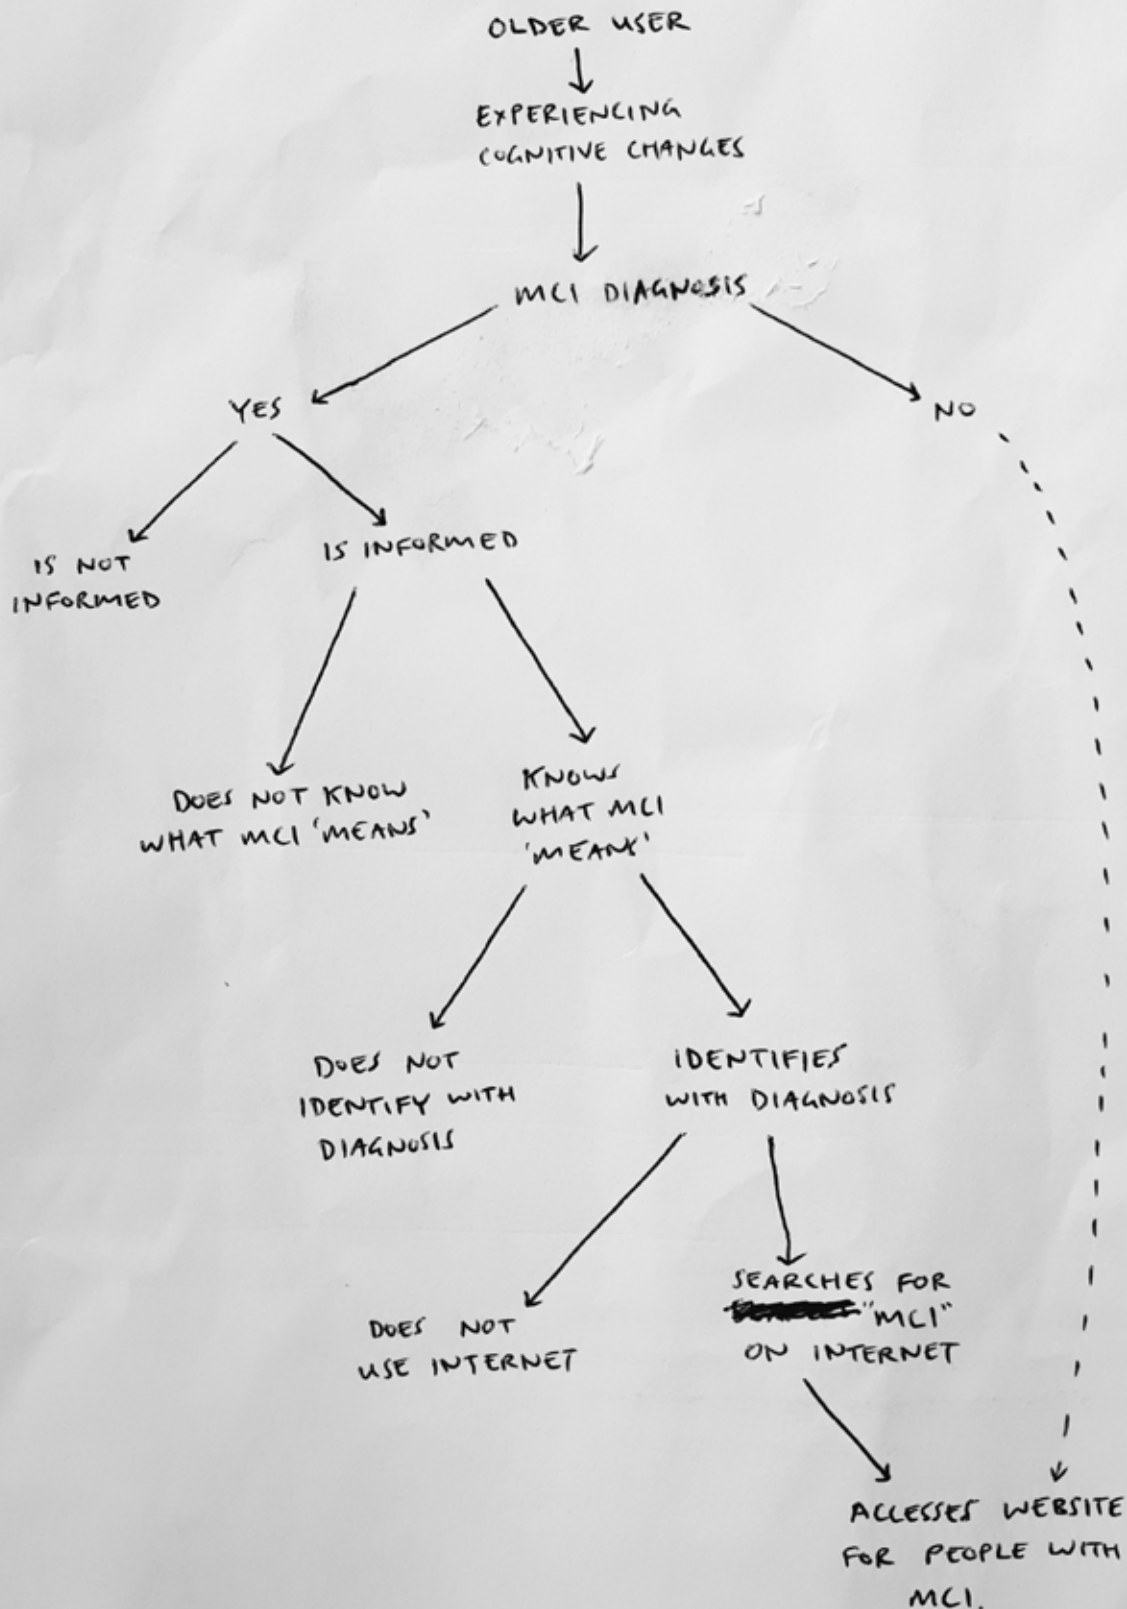 OLDER USER
EXPERIENCING
COGNITIVE CHANGES
MCI DIAGNOSIS
YES
NO
IS NOT
INFORMED
IS INFORMED
DOES NOT KNOW
WHAT MCI 'MEANS'
KNOWS
WHAT MCI
'MEANS'
DOES NOT
IDENTIFY WITH
DIAGNOSIS
IDENTIFIES
WITH DIAGNOSIS
DOES NOT
USE INTERNET
SEARCHES FOR
"MCI"
ON INTERNET
ACCESSES WEBSITE
FOR PEOPLE WITH
MCI.